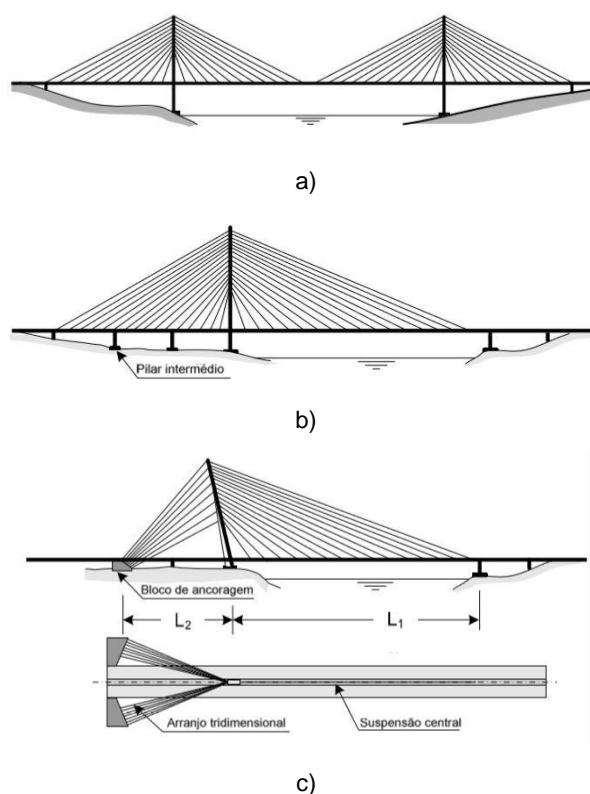 a)
Pilar intermédio
b)
Bloco de ancoragem
L2
L1
Arranjo tridimensional
Suspensão central
c)